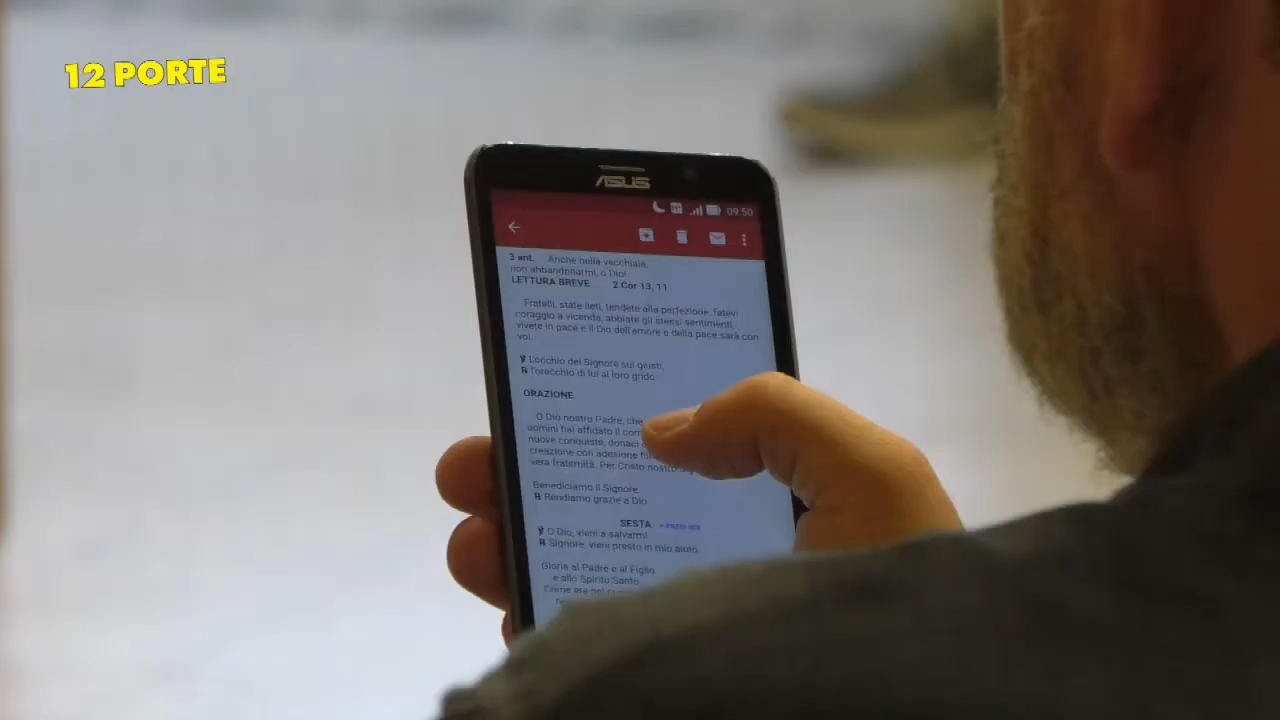 12 PORTE
ASUS
09:50
3 ant. Anche nella vecchiaia,
non abbandonarmi, o Dio!
LETTURA BREVE 2 Cor 13, 11
Fratelli, state lieti, tendete alla perfezione, fatevi
coraggio a vicenda, abbiate gli stessi sentimenti,
vivete in pace e il Dio dell'amore e della pace sarà con
voi.
℣ L'occhio del Signore sui giusti,
℟ l'orecchio di lui al loro grido.
ORAZIONE
O Dio nostro Padre, che
uomini hai affidato il
nuove conquiste, donaci
creazione con adesione
vera fraternità. Per Cristo nostro
Benediciamo il Signore.
℟ Rendiamo grazie a Dio
SESTA
℣ O Dio, vieni a salvarmi
℟ Signore, vieni presto in mio aiuto.
Gloria al Padre e al Figlio
e allo Spirito Santo
Come era nel